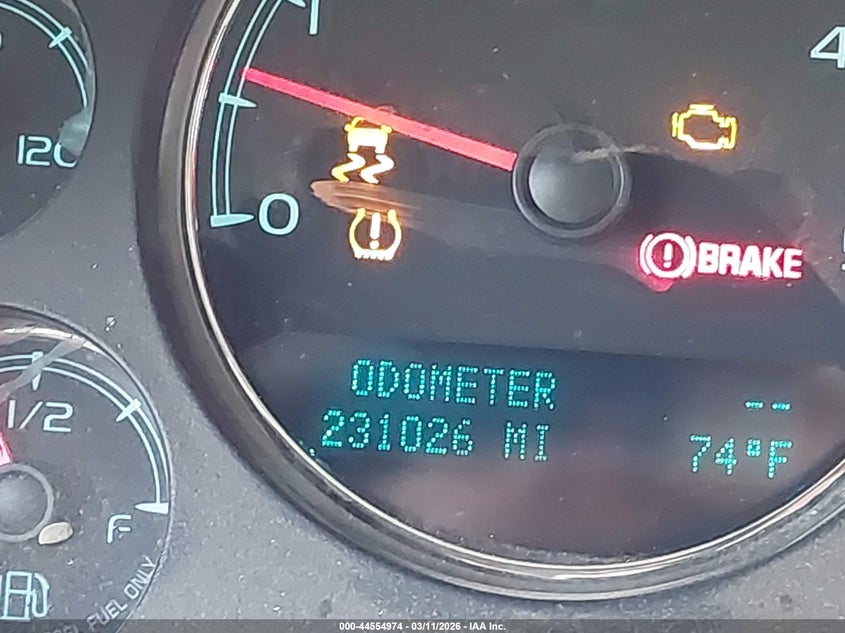 1
4
120
0
BRAKE
ODOMETER
--
231026 MI
74°F
1/2
F
FUEL ONLY
000-44554974 - 03/11/2026 - IAA Inc.